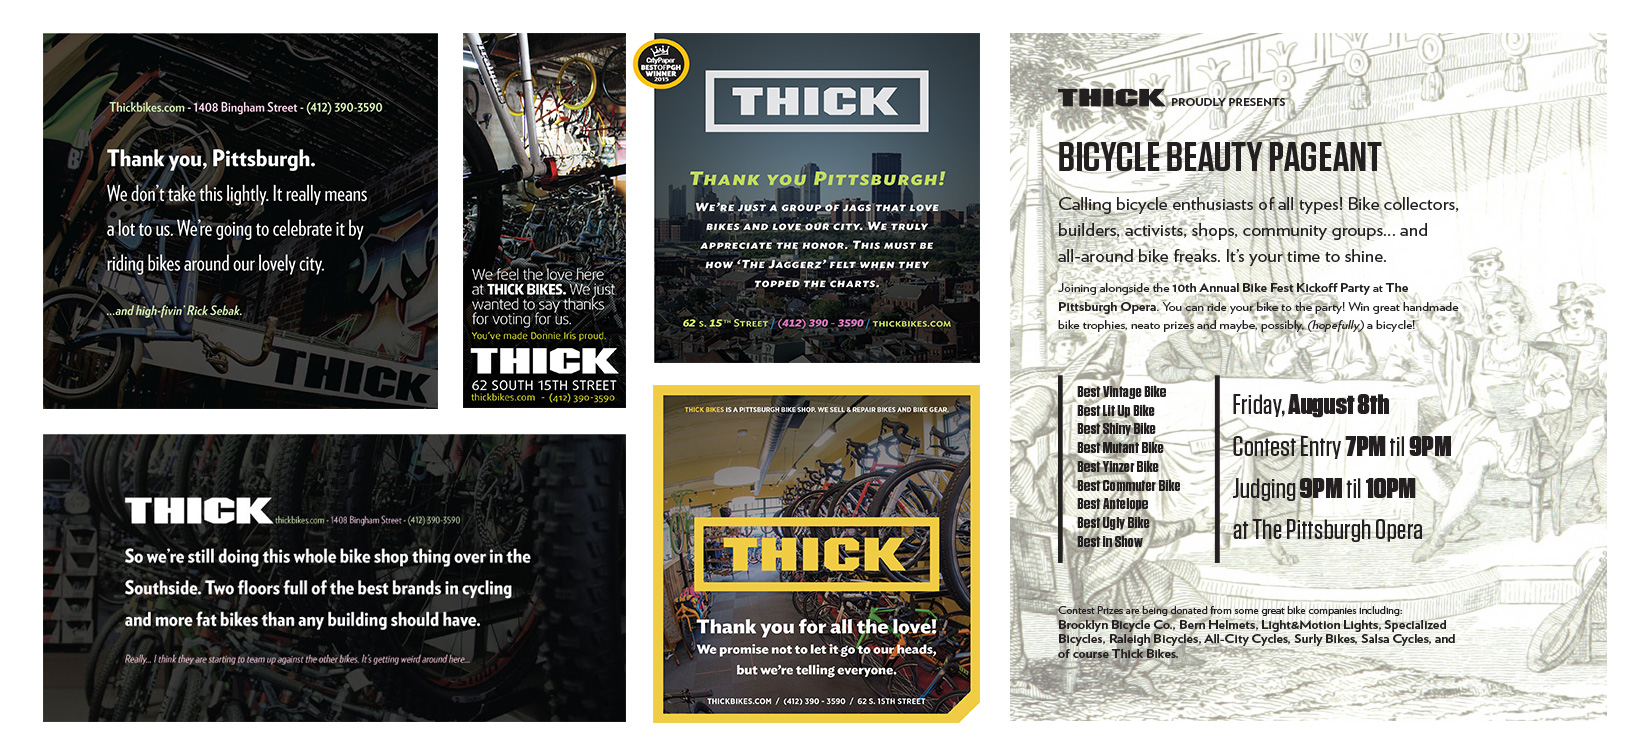 Thickbikes.com - 1408 Bingham Street - (412) 390-3590
Thank you, Pittsburgh.
We don't take this lightly. It really means
a lot to us. We're going to celebrate it by
riding bikes around our lovely city.
...and high-fivin' Rick Sebak.
THICK
We feel the love here
at THICK BIKES. We just
wanted to say thanks
for voting for us.
You've made Donnie Iris proud.
THICK
62 SOUTH 15TH STREET
thickbikes.com - (412) 390-3590
CityPaper
BEST OF PGH
WINNER
2015
THICK
THANK YOU PITTSBURGH!
WE'RE JUST A GROUP OF JAGS THAT LOVE
BIKES AND LOVE OUR CITY. WE TRULY
APPRECIATE THE HONOR. THIS MUST BE
HOW 'THE JAGGERZ' FELT WHEN THEY
TOPPED THE CHARTS.
62 S. 15TH STREET / (412) 390 - 3590 / THICKBIKES.COM
THICK thickbikes.com - 1408 Bingham Street - (412) 390-3590
So we're still doing this whole bike shop thing over in the
Southside. Two floors full of the best brands in cycling
and more fat bikes than any building should have.
Really... I think they are starting to team up against the other bikes. It's getting weird around here...
THICK BIKES IS A PITTSBURGH BIKE SHOP. WE SELL & REPAIR BIKES AND BIKE GEAR.
THICK
Thank you for all the love!
We promise not to let it go to our heads,
but we're telling everyone.
THICKBIKES.COM / (412) 390 - 3590 / 62 S. 15TH STREET
THICK PROUDLY PRESENTS
BICYCLE BEAUTY PAGEANT
Calling bicycle enthusiasts of all types! Bike collectors,
builders, activists, shops, community groups... and
all-around bike freaks. It's your time to shine.
Joining alongside the 10th Annual Bike Fest Kickoff Party at The
Pittsburgh Opera. You can ride your bike to the party! Win great handmade
bike trophies, neato prizes and maybe, possibly, (hopefully) a bicycle!
Best Vintage Bike
Best Lit Up Bike
Best Shiny Bike
Best Mutant Bike
Best Yinzer Bike
Best Commuter Bike
Best Antelope
Best Ugly Bike
Best in Show
Friday, August 8th
Contest Entry 7PM til 9PM
Judging 9PM til 10PM
at The Pittsburgh Opera
Contest Prizes are being donated from some great bike companies including:
Brooklyn Bicycle Co., Bern Helmets, Light&Motion Lights, Specialized
Bicycles, Raleigh Bicycles, All-City Cycles, Surly Bikes, Salsa Cycles, and
of course Thick Bikes.